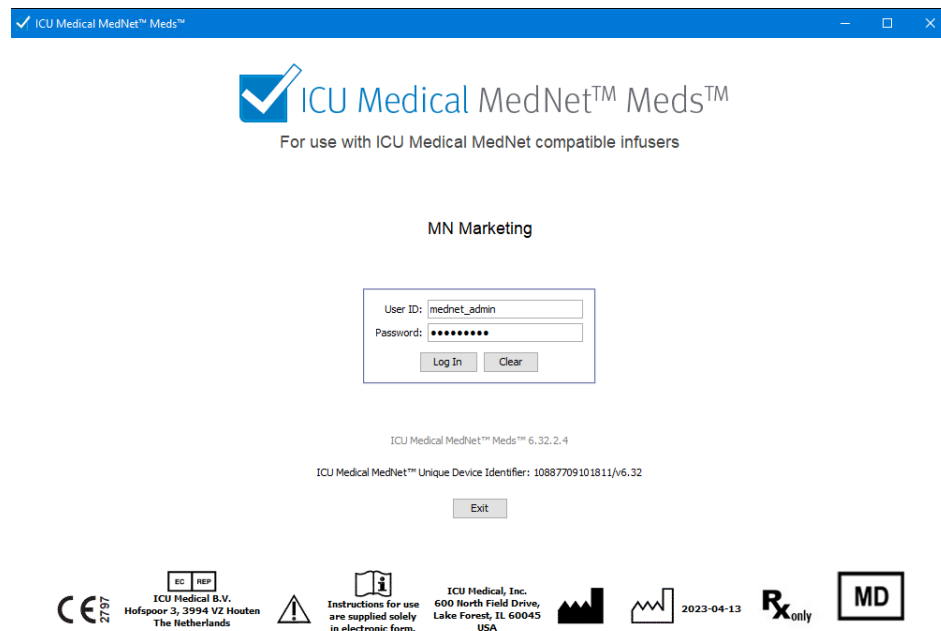 ICU Medical MedNet™ Meds™
ICU Medical MedNet™ Meds™
For use with ICU Medical MedNet compatible infusers
MN Marketing
User ID: mednet_admin
Password: •••••••••
Log In Clear
ICU Medical MedNet™ Meds™ 6.32.2.4
ICU Medical MedNet™ Unique Device Identifier: 10887709101811/v6.32
Exit
CE 2797
EC REP
ICU Medical B.V.
Hofspoor 3, 3994 VZ Houten
The Netherlands
Instructions for use
are supplied solely
in electronic form.
ICU Medical, Inc.
600 North Field Drive,
Lake Forest, IL 60045
USA
2023-04-13
Rx only
MD